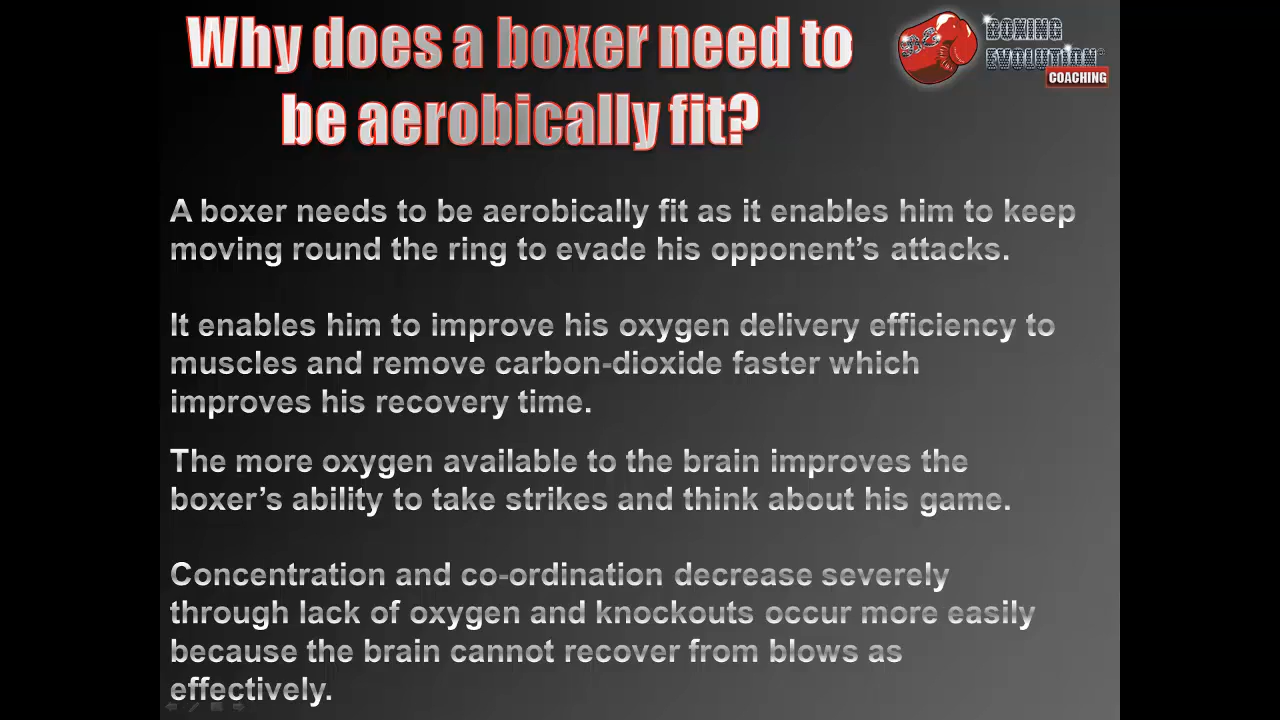 Why does a boxer need to
be aerobically fit?
BOXING
EVOLUTION
COACHING
A boxer needs to be aerobically fit as it enables him to keep
moving round the ring to evade his opponent's attacks.
It enables him to improve his oxygen delivery efficiency to
muscles and remove carbon-dioxide faster which
improves his recovery time.
The more oxygen available to the brain improves the
boxer's ability to take strikes and think about his game.
Concentration and co-ordination decrease severely
through lack of oxygen and knockouts occur more easily
because the brain cannot recover from blows as
effectively.